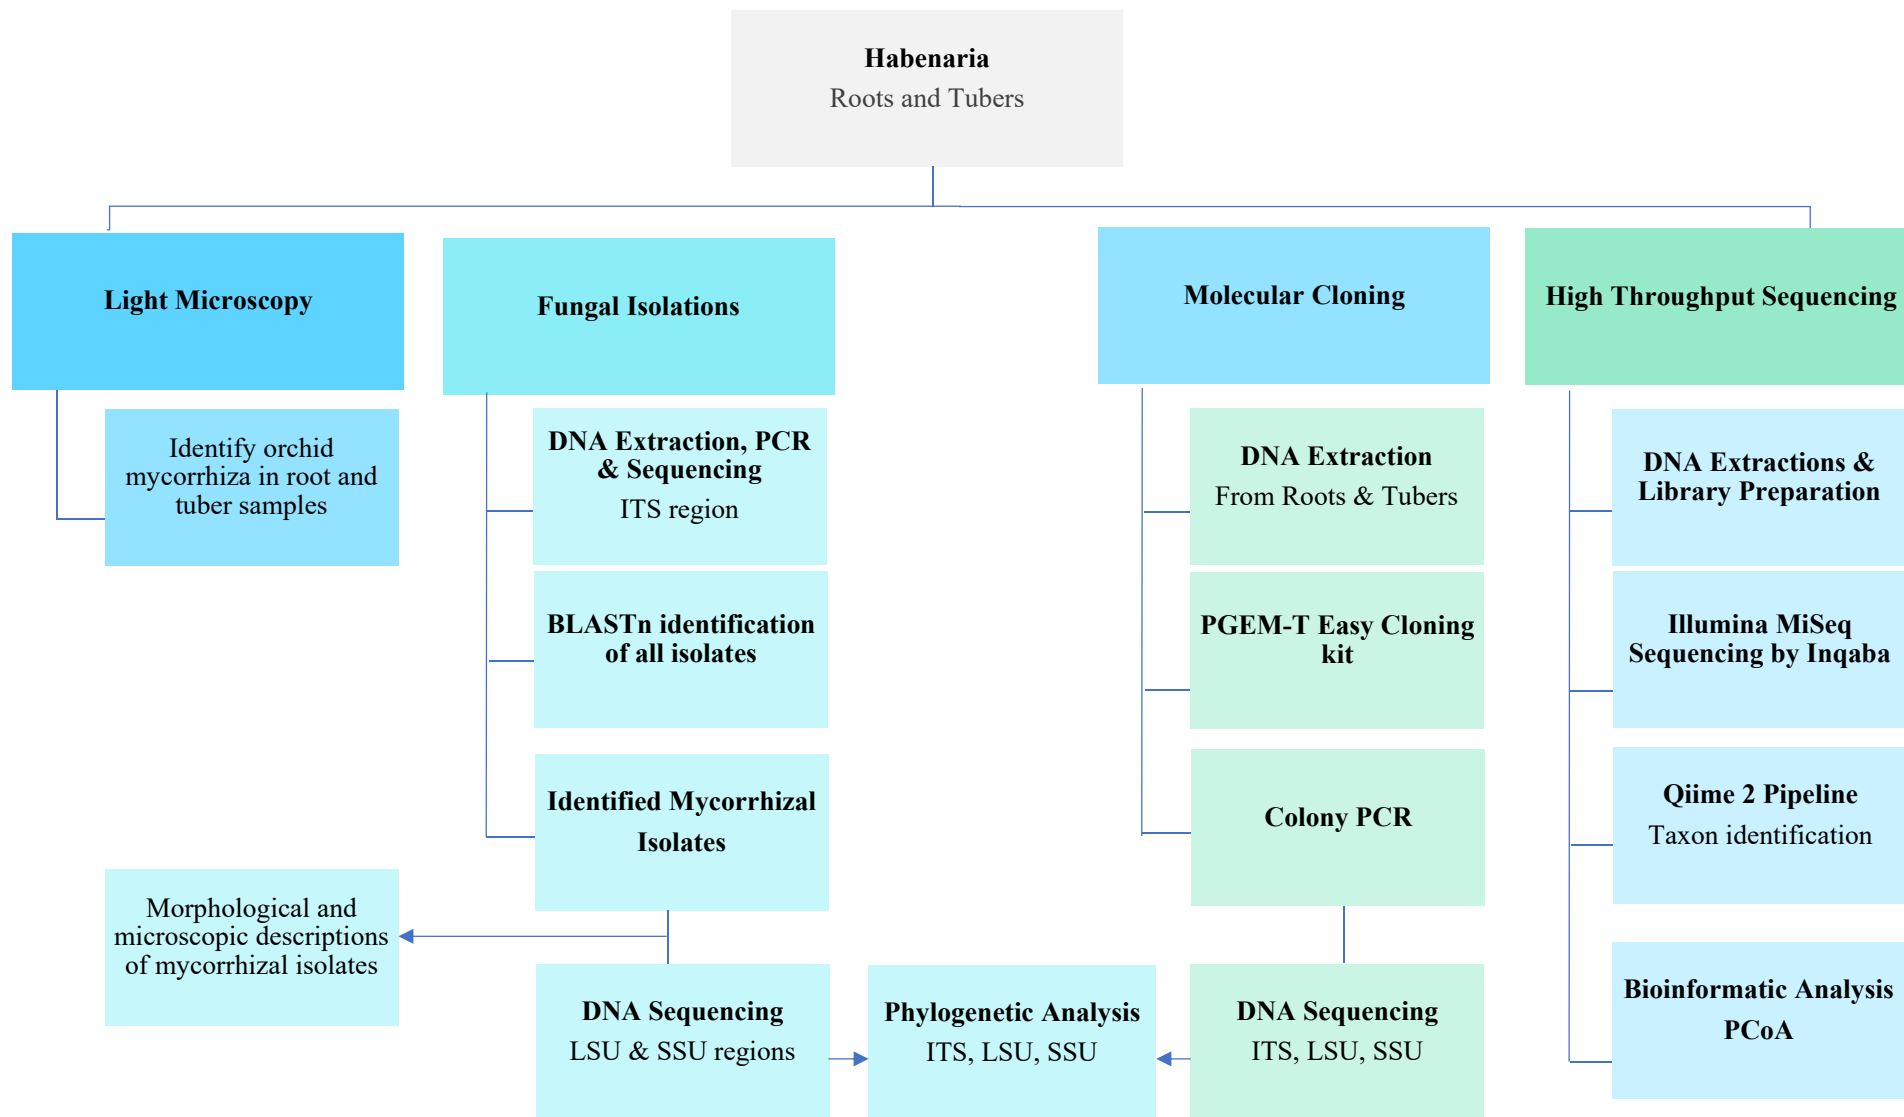 Habenaria
Roots and Tubers
Light Microscopy
Identify orchid
mycorrhiza in root and
tuber samples
Fungal Isolations
DNA Extraction, PCR
& Sequencing
ITS region
BLASTn identification
of all isolates
Identified Mycorrhizal
Isolates
Morphological and
microscopic descriptions
of mycorrhizal isolates
DNA Sequencing
LSU & SSU regions
Phylogenetic Analysis
ITS, LSU, SSU
Molecular Cloning
DNA Extraction
From Roots & Tubers
PGEM-T Easy Cloning
kit
Colony PCR
DNA Sequencing
ITS, LSU, SSU
High Throughput Sequencing
DNA Extractions &
Library Preparation
Illumina MiSeq
Sequencing by Inqaba
Qiime 2 Pipeline
Taxon identification
Bioinformatic Analysis
PCoA